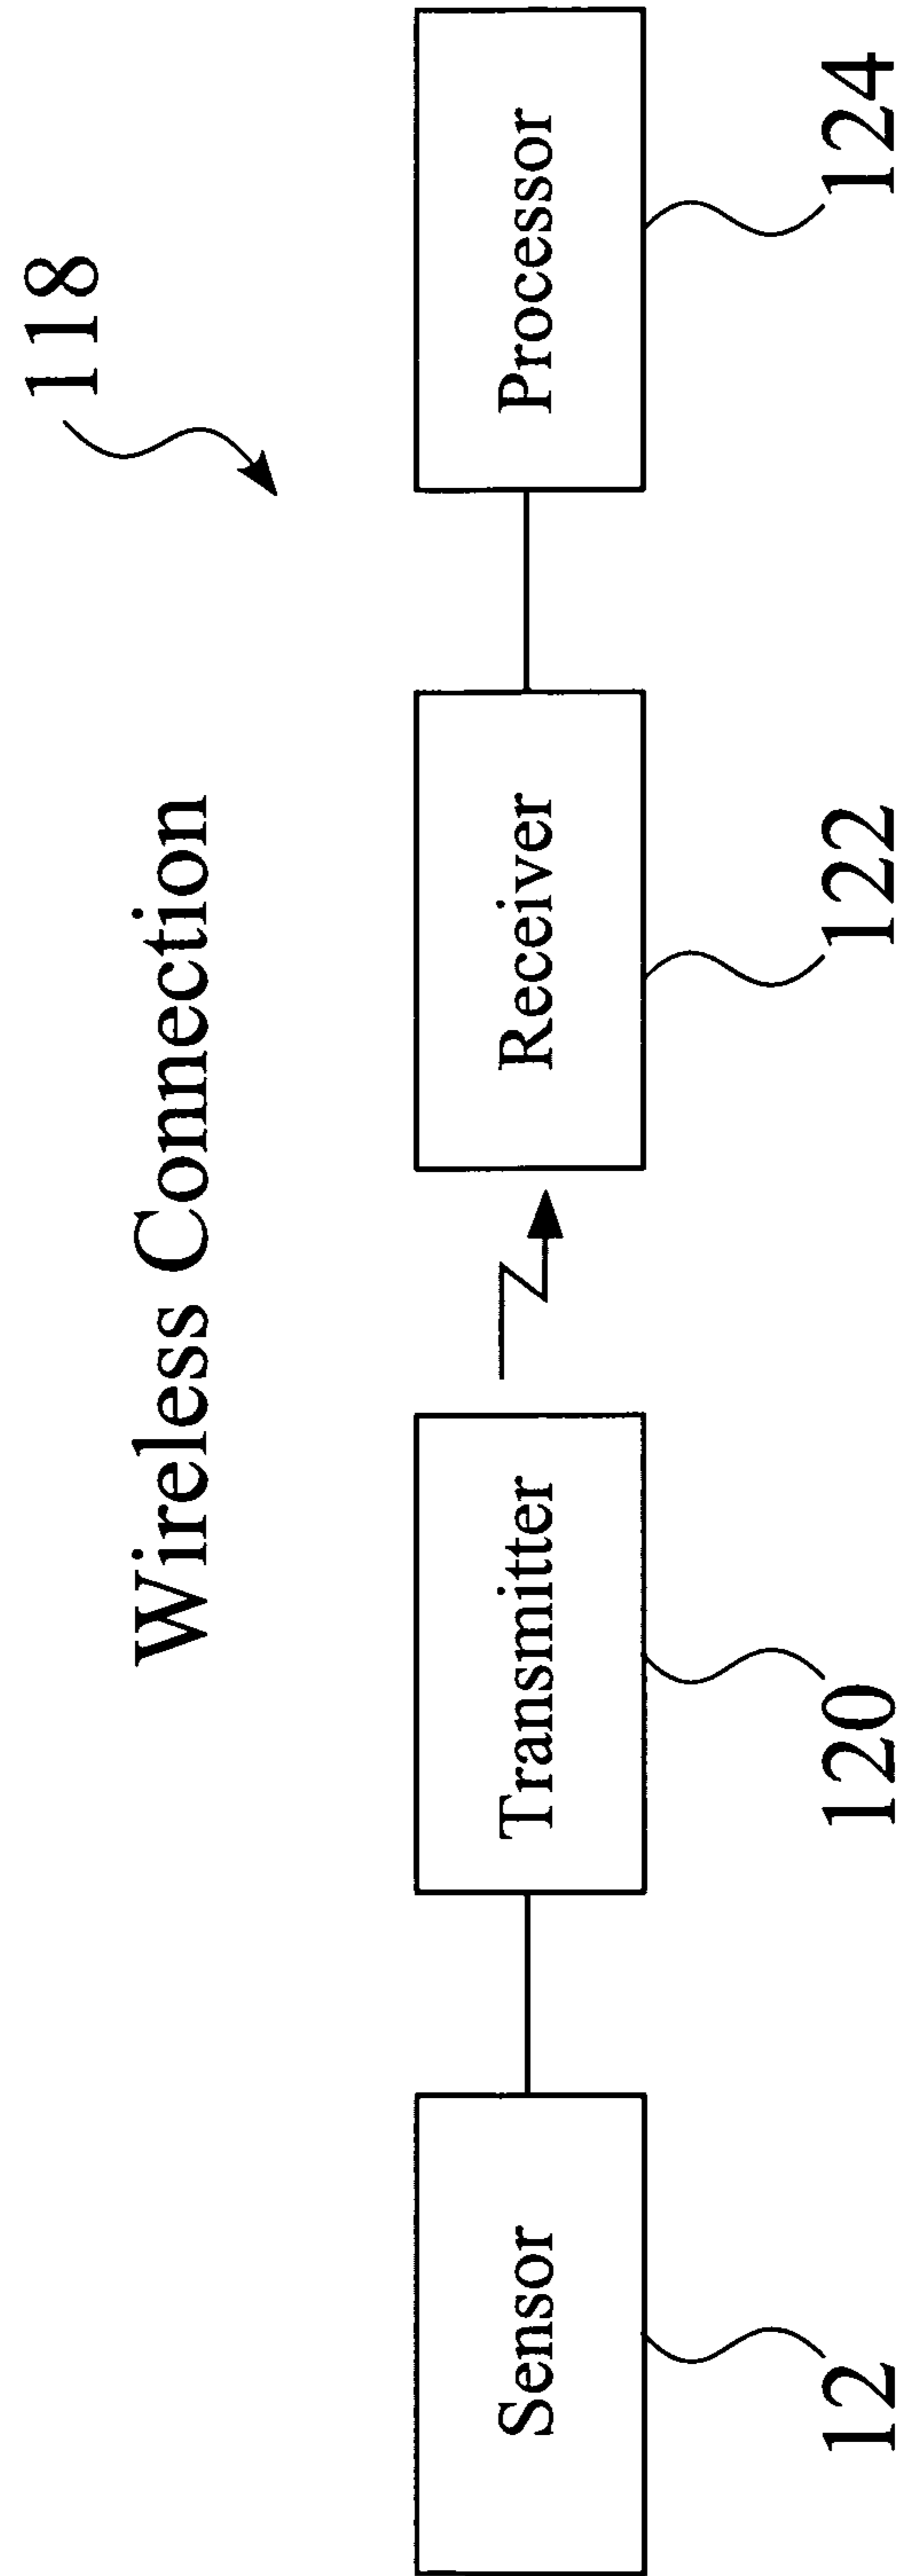 118
Wireless Connection
Sensor
Transmitter
Receiver
Processor
12
120
122
124